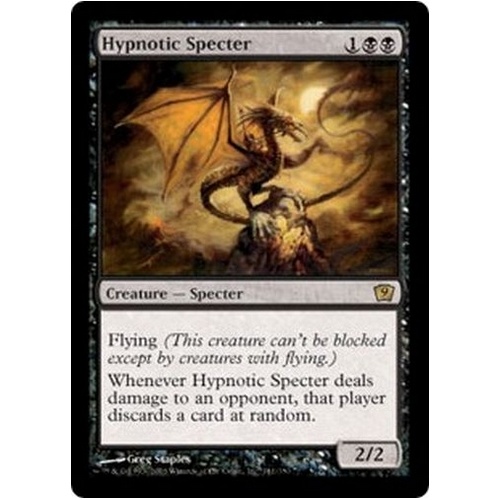 Hypnotic Specter 1
Creature — Specter 9
Flying (This creature can't be blocked
except by creatures with flying.)
Whenever Hypnotic Specter deals
damage to an opponent, that player
discards a card at random.
Greg Staples
2/2